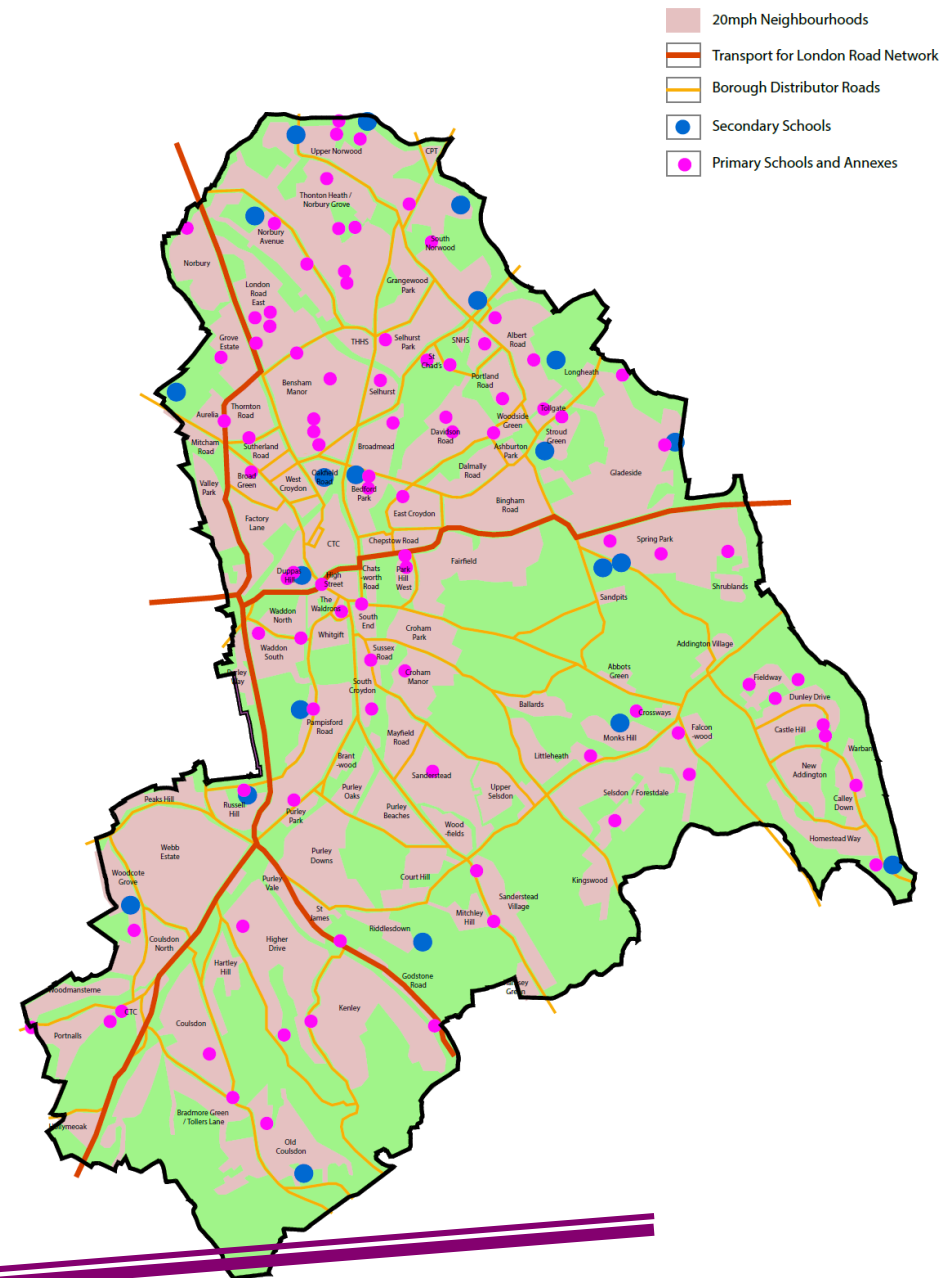 20mph Neighbourhoods
Transport for London Road Network
Borough Distributor Roads
Secondary Schools
Primary Schools and Annexes
Upper Norwood
CPT
Thonton Heath /
Norbury Grove
Norbury
Avenue
South
Norwood
Norbury
London
Road
East
Grangewood
Park
Grove
Estate
THHS
Selhurst
Park
SNHS
Albert
Road
St
Chad's
Longheath
Portland
Road
Bensham
Manor
Selhurst
Thornton
Road
Aurelia
Tollgate
Woodside
Green
Stroud
Green
Davidson
Road
Mitcham
Road
Sutherland
Road
Broadmead
Ashburton
Park
Gladeside
Dalmally
Road
Broad
Green
West
Croydon
Oakfield
Road
Bedford
Park
Valley
Park
Bingham
Road
East Croydon
Factory
Lane
CTC
Chepstow Road
Spring Park
Fairfield
Duppas
Hill
High
Street
Chats
-worth
Road
Park
Hill
West
Shrublands
Sandpits
The
Waldrons
Waddon
North
South
End
Whitgift
Croham
Park
Waddon
South
Sussex
Road
Addington Village
Purley
Way
Croham
Manor
Abbots
Green
South
Croydon
Fieldway
Dunley Drive
Ballards
Crossways
Pampisford
Road
Monks Hill
Falcon
-wood
Castle Hill
Mayfield
Road
Warban
Brant
-wood
Littleheath
Sanderstead
New
Addington
Purley
Oaks
Upper
Selsdon
Selsdon / Forestdale
Peaks Hill
Russell
Hill
Purley
Park
Purley
Beaches
Calley
Down
Wood
-fields
Homestead Way
Webb
Estate
Purley
Downs
Woodcote
Grove
Purley
Vale
Court Hill
Kingswood
Sanderstead
Village
St
James
Mitchley
Hill
Riddlesdown
Coulsdon
North
Higher
Drive
Hartley
Hill
Godstone
Road
Green
Woodmansterne
CTC
Kenley
Coulsdon
Portnalls
Bradmore Green
/ Tollers Lane
Old
Coulsdon